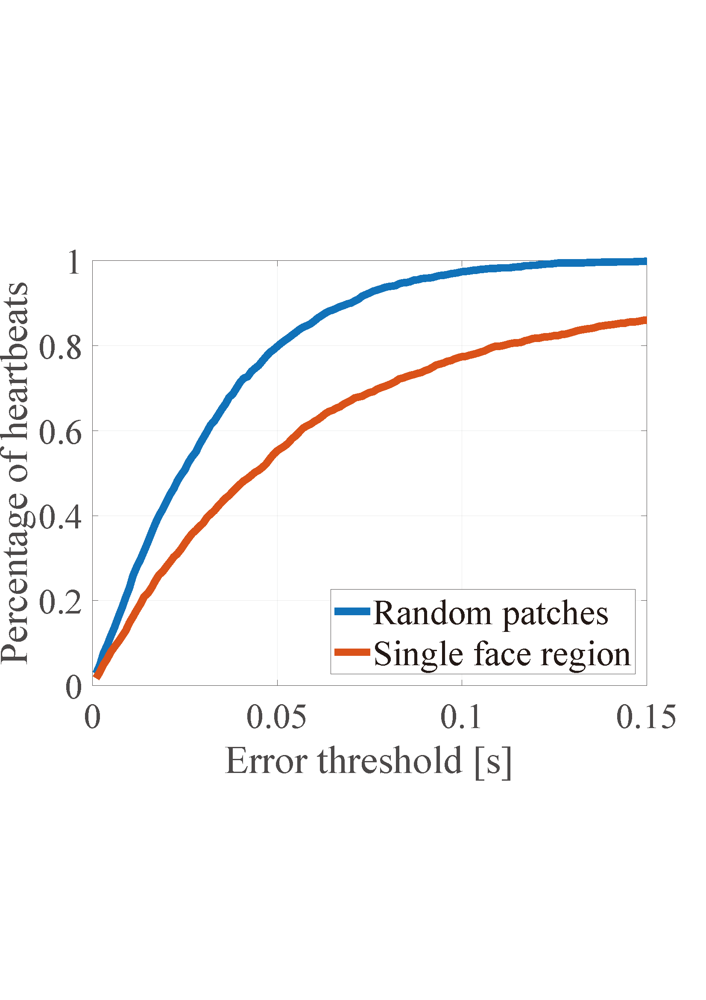 Percentage of heartbeats
1
0.8
0.6
0.4
0.2
0
0 0.05 0.1 0.15
Error threshold [s]
Random patches
Single face region